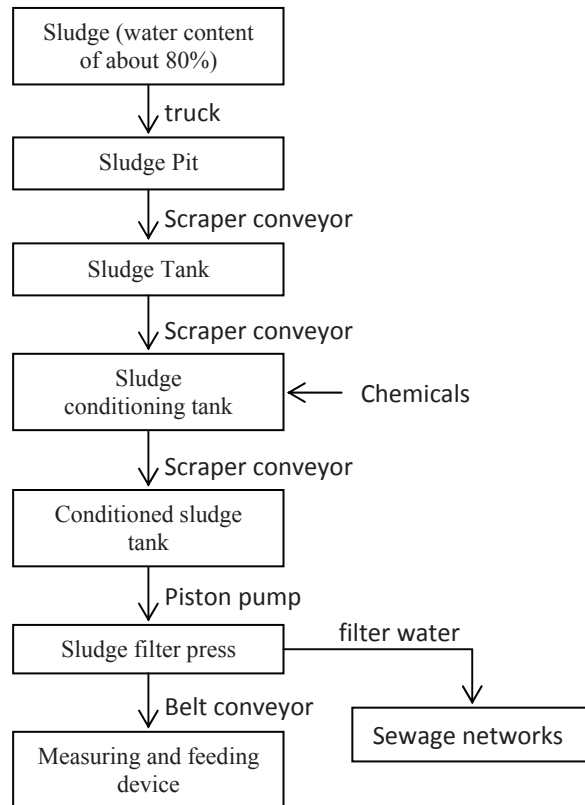 Sludge (water content
of about 80%)
truck
Sludge Pit
Scraper conveyor
Sludge Tank
Scraper conveyor
Sludge
conditioning tank
Chemicals
Scraper conveyor
Conditioned sludge
tank
Piston pump
Sludge filter press
filter water
Belt conveyor
Sewage networks
Measuring and feeding
device